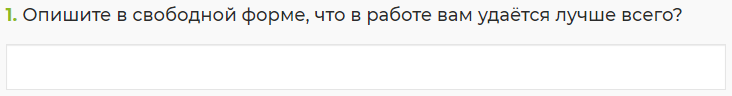 1. Опишите в свободной форме, что в работе вам удаётся лучше всего?